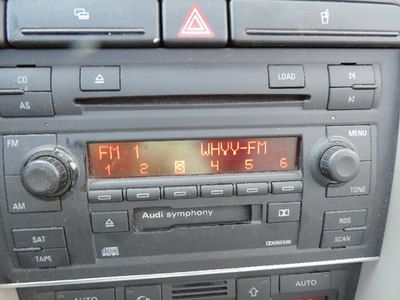 CD
LOAD
AS
FM
MENU
FM 1 WHYY-FM
1 2 3 4 5 6
AM
TONE
Audi symphony
SAT
RDS
TAPE
SCAN
AUTO
AUTO